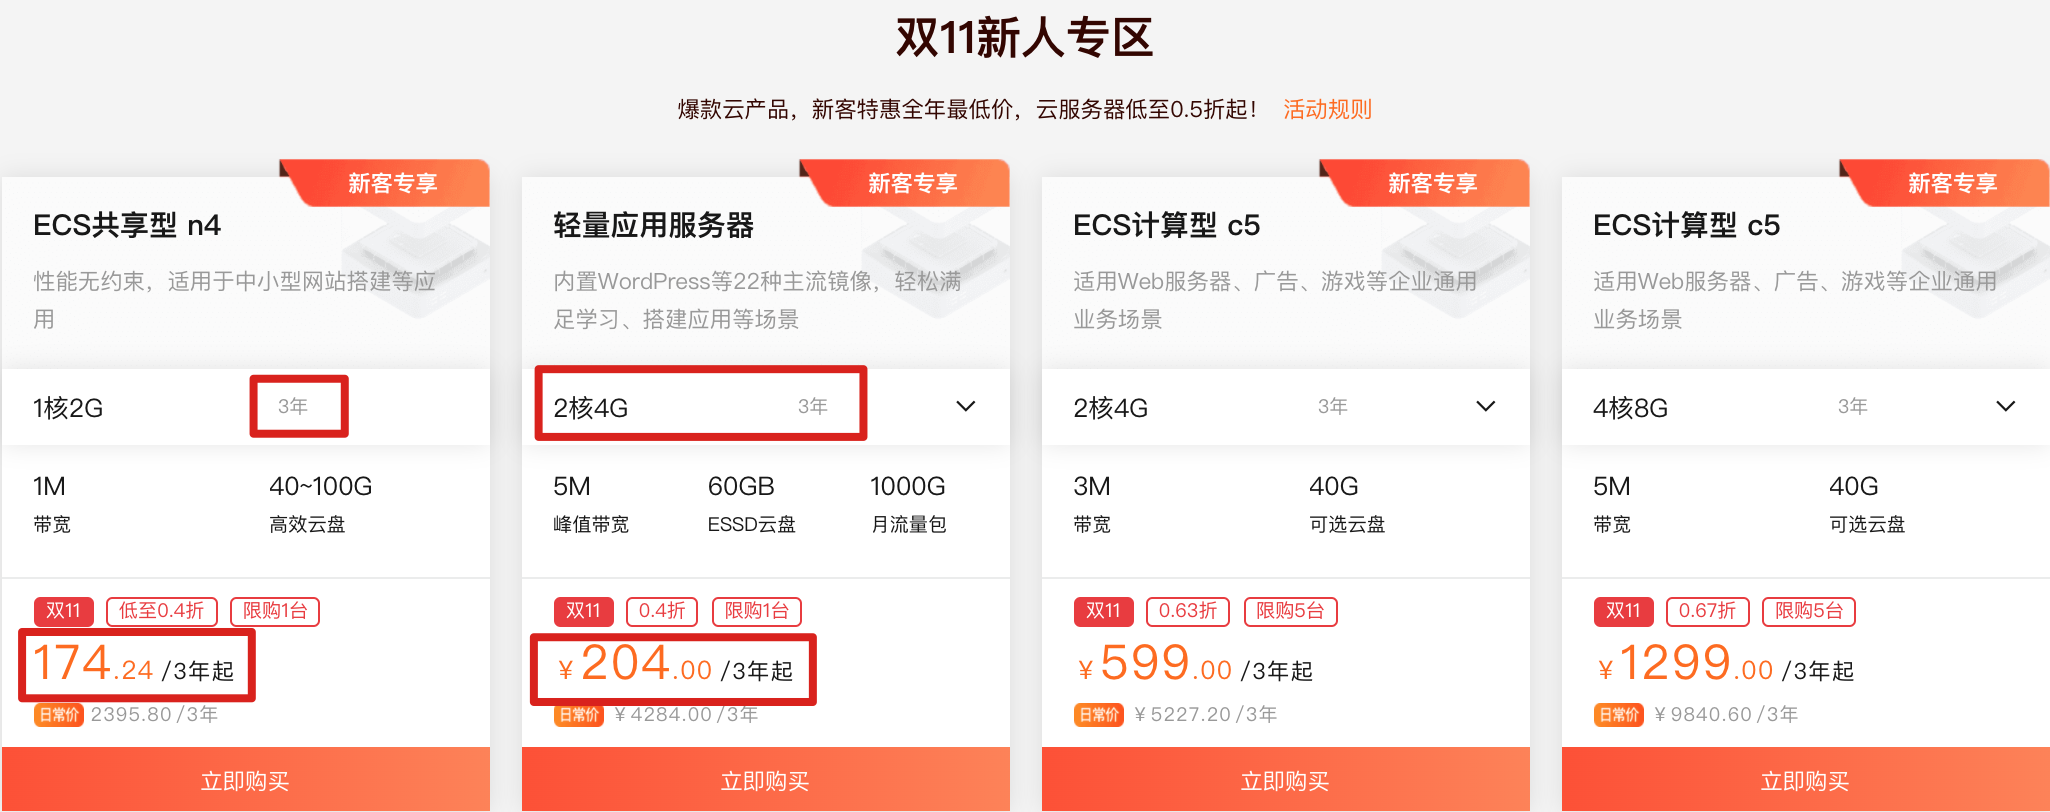 双11新人专区
爆款云产品，新客特惠全年最低价，云服务器低至0.5折起！ 活动规则
新客专享
ECS共享型 n4
性能无约束，适用于中小型网站搭建等应
用
1核2G 3年
1M 40~100G
带宽 高效云盘
双11 低至0.4折 限购1台
174.24 /3年起
日常价 2395.80/3年
立即购买
新客专享
轻量应用服务器
内置WordPress等22种主流镜像，轻松满
足学习、搭建应用等场景
2核4G 3年
5M 60GB 1000G
峰值带宽 ESSD云盘 月流量包
双11 0.4折 限购1台
¥204.00 /3年起
日常价 ¥4284.00/3年
立即购买
新客专享
ECS计算型 c5
适用Web服务器、广告、游戏等企业通用
业务场景
2核4G 3年
3M 40G
带宽 可选云盘
双11 0.63折 限购5台
¥599.00 /3年起
日常价 ¥5227.20/3年
立即购买
新客专享
ECS计算型 c5
适用Web服务器、广告、游戏等企业通用
业务场景
4核8G 3年
5M 40G
带宽 可选云盘
双11 0.67折 限购5台
¥1299.00 /3年起
日常价 ¥9840.60/3年
立即购买